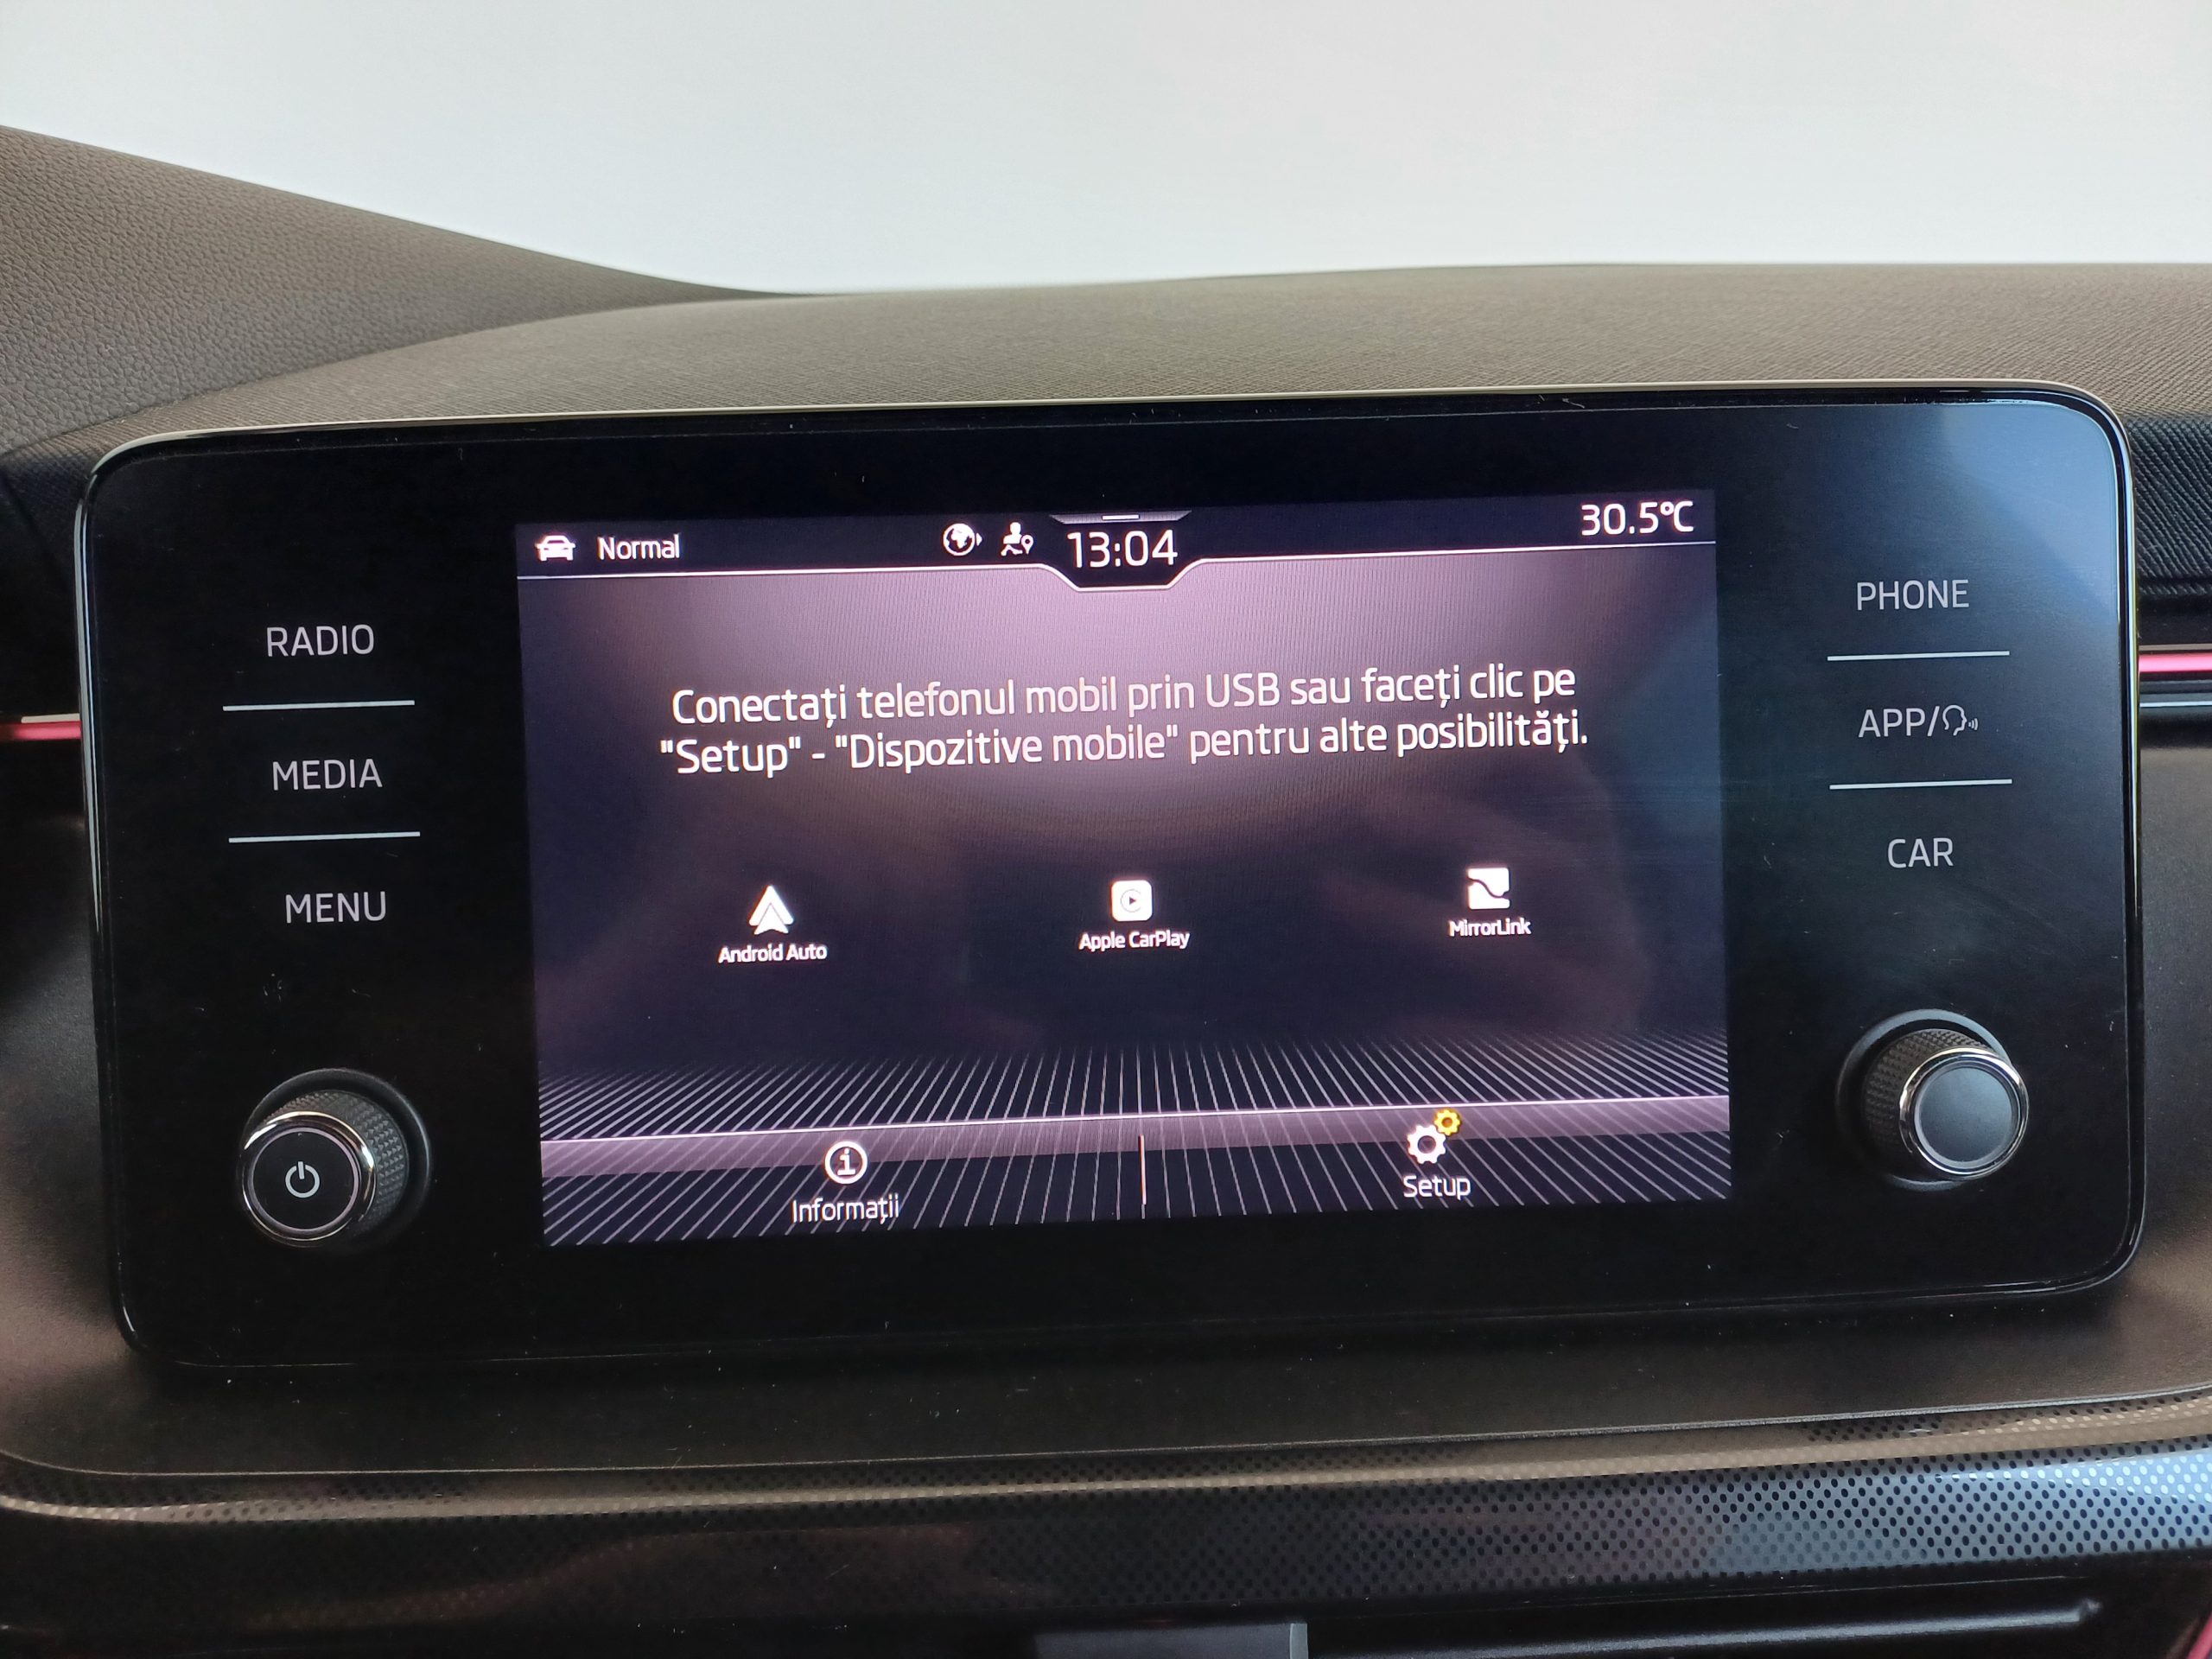 Normal
13:04
30.5°C
RADIO
MEDIA
MENU
Conectați telefonul mobil prin USB sau faceți clic pe
"Setup" - "Dispozitive mobile" pentru alte posibilități.
Android Auto
Apple CarPlay
MirrorLink
Informații
Setup
PHONE
APP/
CAR